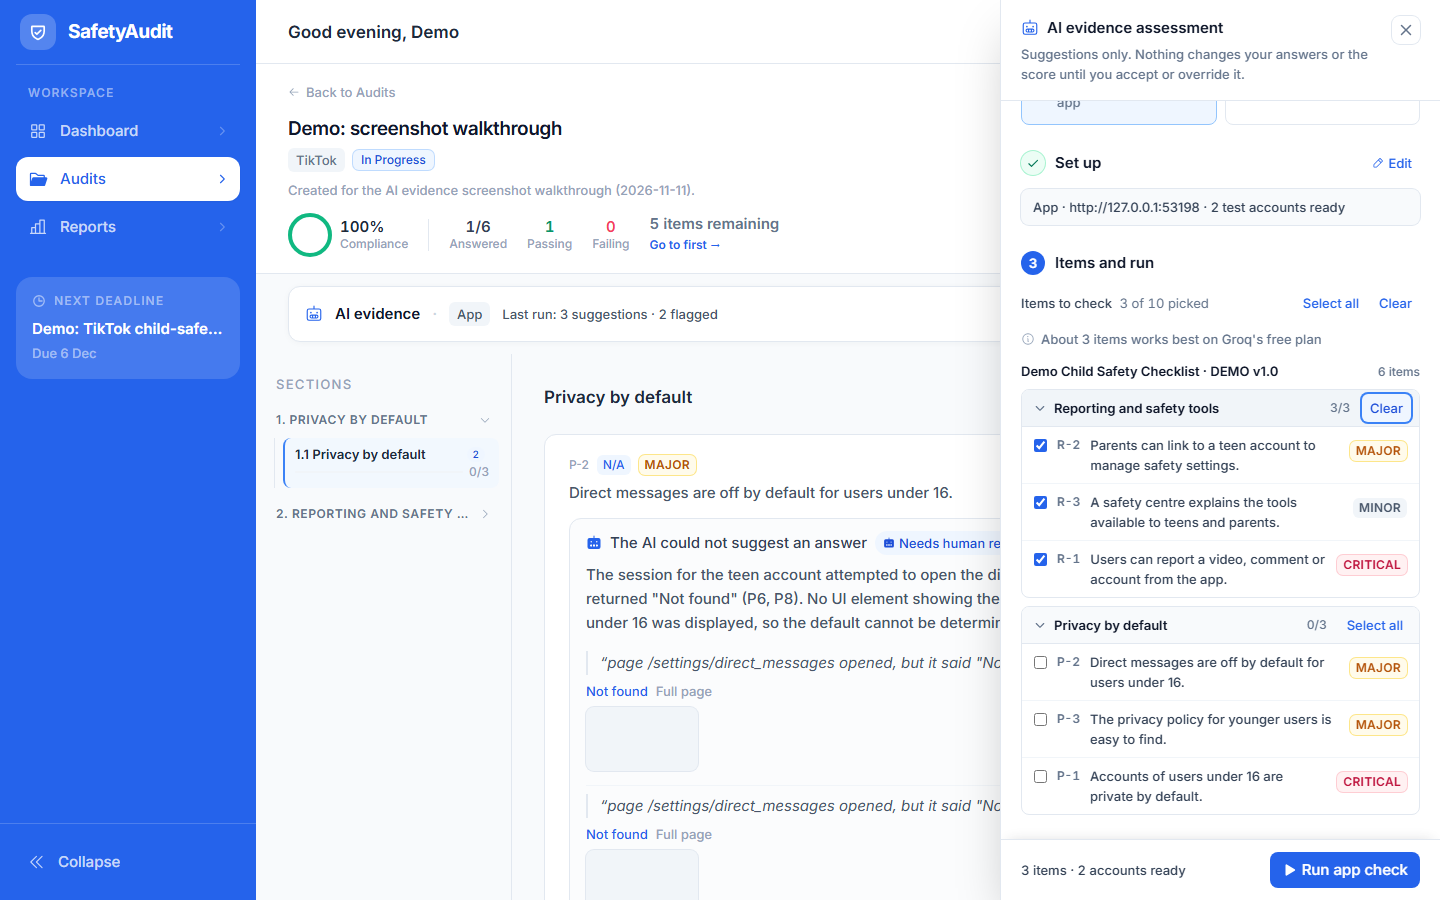 SafetyAudit
WORKSPACE
Dashboard
Audits
Reports
NEXT DEADLINE
Demo: TikTok child-safe...
Due 6 Dec
Collapse
Good evening, Demo
← Back to Audits
Demo: screenshot walkthrough
TikTok In Progress
Created for the AI evidence screenshot walkthrough (2026-11-11).
100%
Compliance
1/6
Answered
1
Passing
0
Failing
5 items remaining
Go to first →
AI evidence · App Last run: 3 suggestions · 2 flagged
SECTIONS
1. PRIVACY BY DEFAULT
1.1 Privacy by default 2
0/3
2. REPORTING AND SAFETY ...
Privacy by default
P-2 N/A MAJOR
Direct messages are off by default for users under 16.
The AI could not suggest an answer Needs human re
The session for the teen account attempted to open the di
returned "Not found" (P6, P8). No UI element showing the
under 16 was displayed, so the default cannot be determin
“page /settings/direct_messages opened, but it said "No
Not found Full page
“page /settings/direct_messages opened, but it said "No
Not found Full page
AI evidence assessment
Suggestions only. Nothing changes your answers or the
score until you accept or override it.
app
Set up Edit
App · http://127.0.0.1:53198 · 2 test accounts ready
3 Items and run
Items to check 3 of 10 picked Select all Clear
About 3 items works best on Groq's free plan
Demo Child Safety Checklist · DEMO v1.0 6 items
Reporting and safety tools 3/3 Clear
R-2 Parents can link to a teen account to MAJOR
manage safety settings.
R-3 A safety centre explains the tools MINOR
available to teens and parents.
R-1 Users can report a video, comment or CRITICAL
account from the app.
Privacy by default 0/3 Select all
P-2 Direct messages are off by default for MAJOR
users under 16.
P-3 The privacy policy for younger users is MAJOR
easy to find.
P-1 Accounts of users under 16 are CRITICAL
private by default.
3 items · 2 accounts ready Run app check